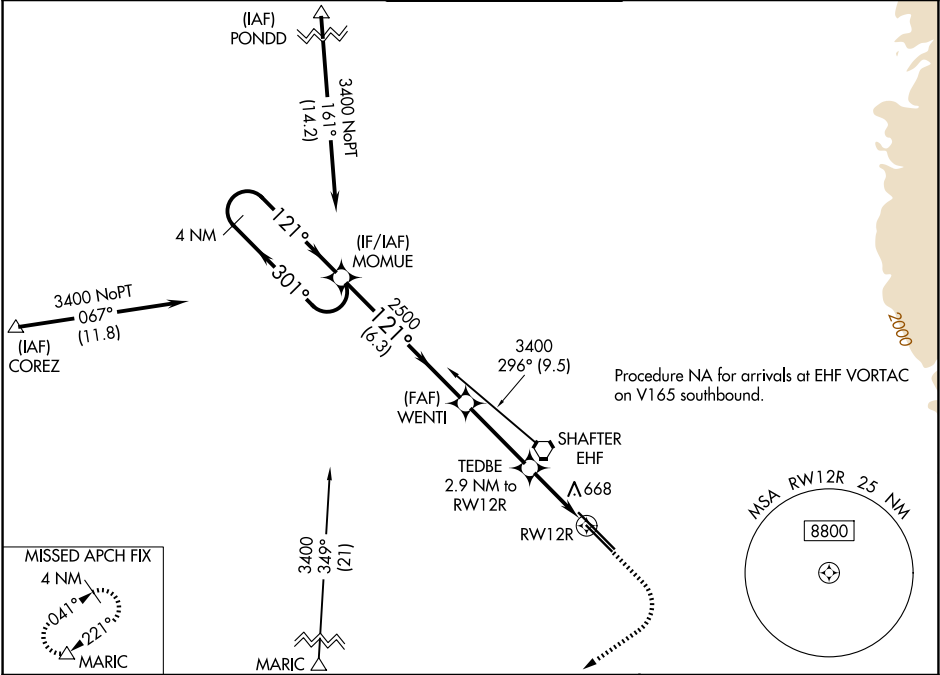 (IAF)
PONDD
3400 NoPT
161°
(14.2)
4 NM
121°
301°
(IF/IAF)
MOMUE
3400 NoPT
067°
(11.8)
(IAF)
COREZ
2500
121°
(6.3)
3400
296° (9.5)
2000
Procedure NA for arrivals at EHF VORTAC
on V165 southbound.
(FAF)
WENTI
SHAFTER
EHF
TEDBE
2.9 NM to
RW12R
668
RW12R
MSA RW12R 25 NM
8800
3400
349°
(21)
MARIC
MISSED APCH FIX
4 NM
041°
221°
MARIC